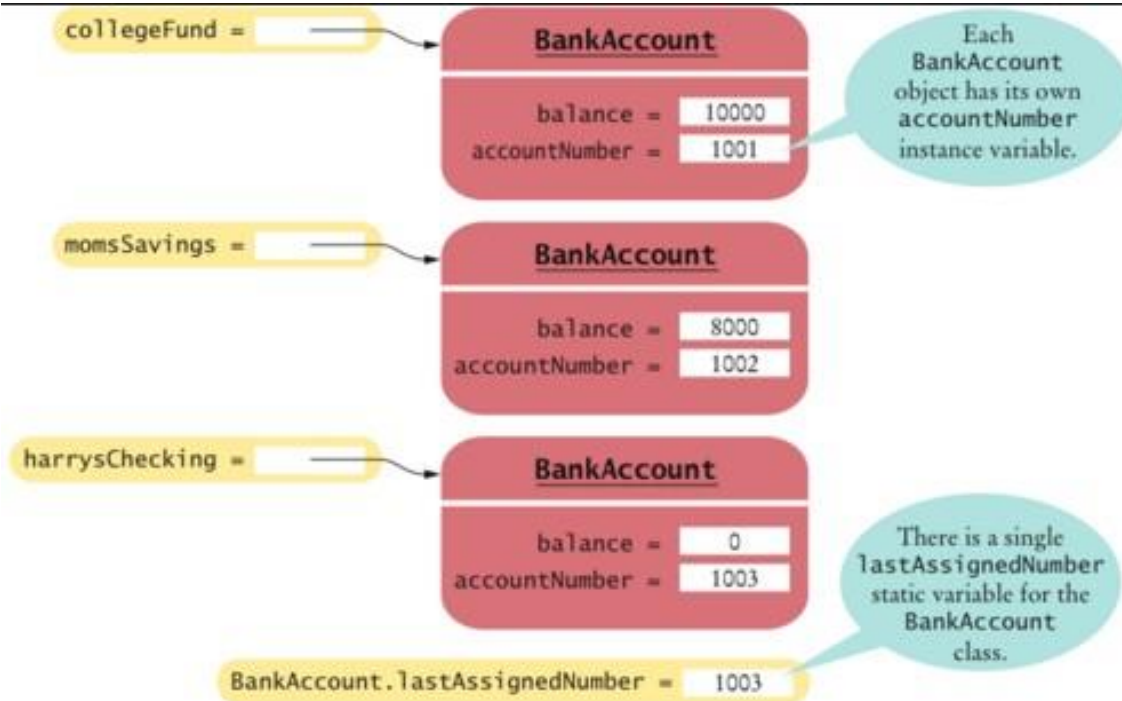 collegeFund =
BankAccount
balance = 10000
accountNumber = 1001
Each
BankAccount
object has its own
accountNumber
instance variable.
momsSavings =
BankAccount
balance = 8000
accountNumber = 1002
harrysChecking =
BankAccount
balance = 0
accountNumber = 1003
There is a single
lastAssignedNumber
static variable for the
BankAccount
class.
BankAccount.lastAssignedNumber = 1003